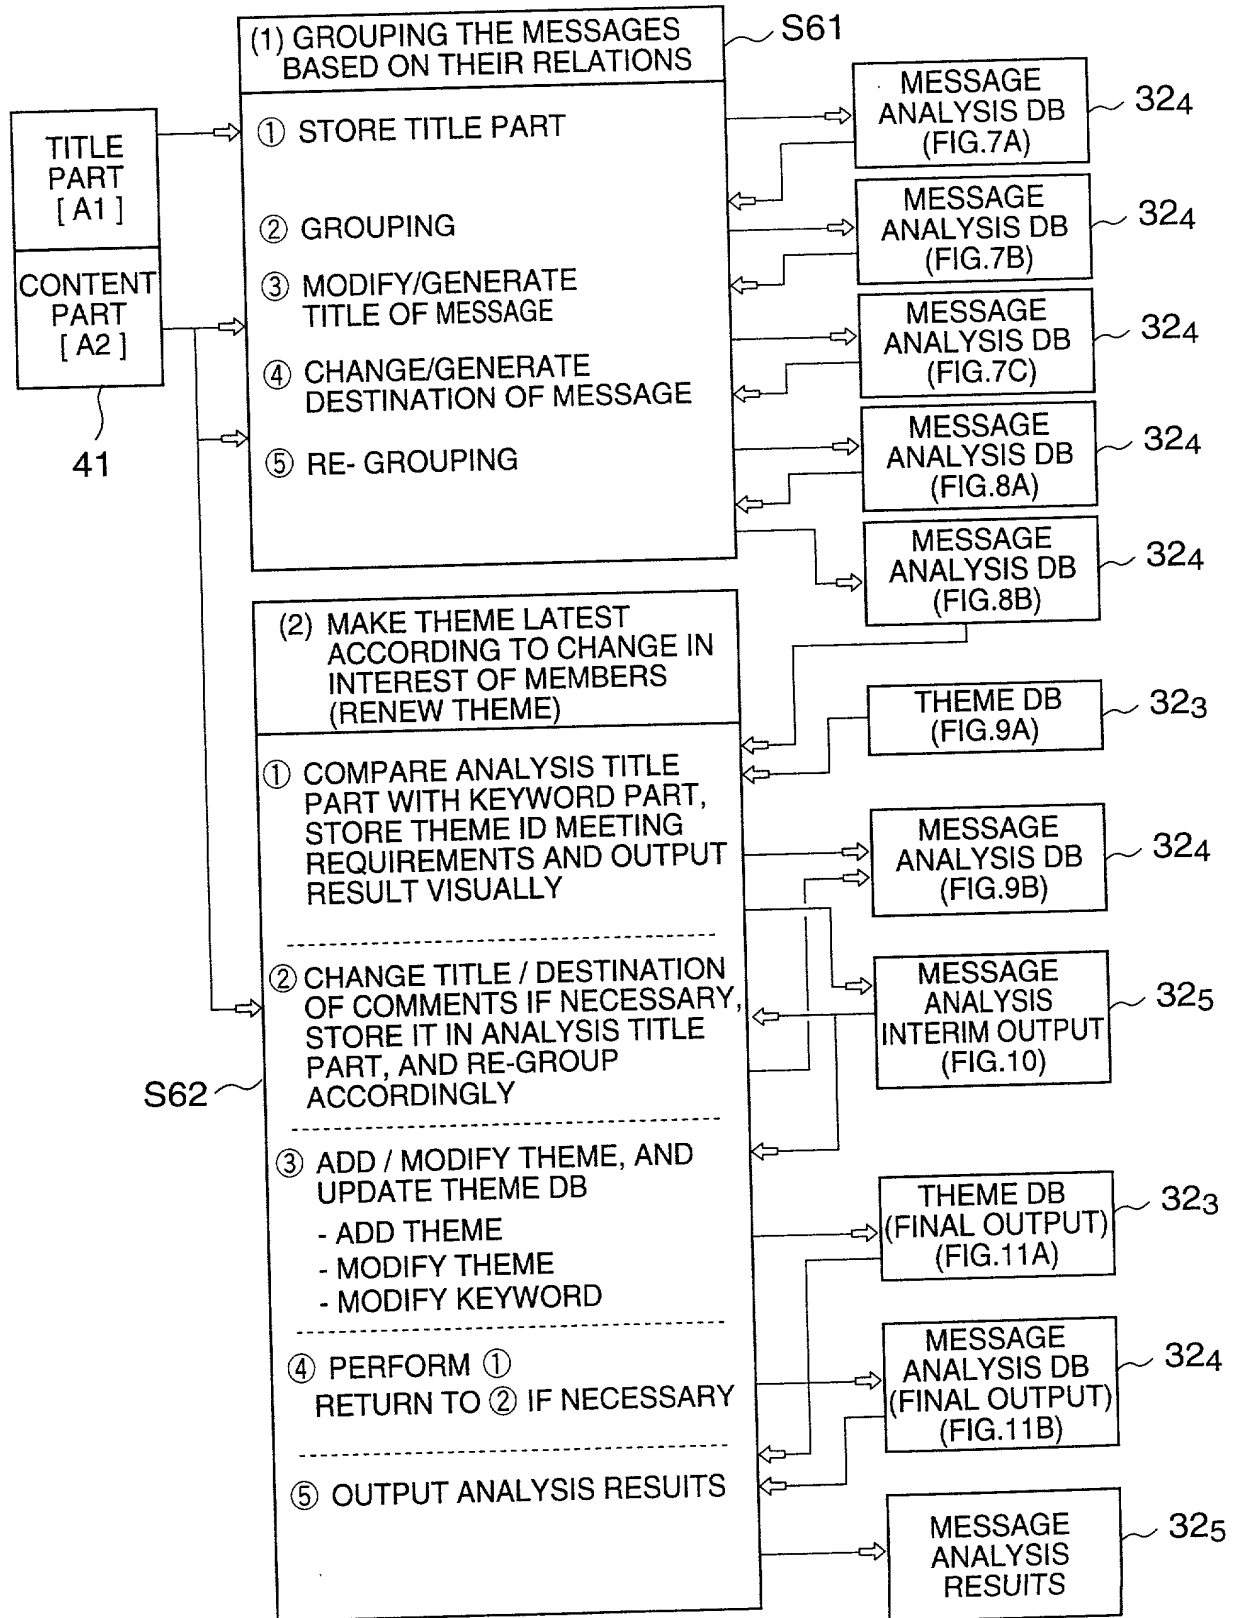 (1) GROUPING THE MESSAGES
BASED ON THEIR RELATIONS
S61
① STORE TITLE PART
② GROUPING
③ MODIFY/GENERATE
TITLE OF MESSAGE
④ CHANGE/GENERATE
DESTINATION OF MESSAGE
⑤ RE- GROUPING
TITLE
PART
[ A1 ]
CONTENT
PART
[ A2 ]
41
MESSAGE
ANALYSIS DB
(FIG.7A)
324
MESSAGE
ANALYSIS DB
(FIG.7B)
324
MESSAGE
ANALYSIS DB
(FIG.7C)
324
MESSAGE
ANALYSIS DB
(FIG.8A)
324
MESSAGE
ANALYSIS DB
(FIG.8B)
324
(2) MAKE THEME LATEST
ACCORDING TO CHANGE IN
INTEREST OF MEMBERS
(RENEW THEME)
① COMPARE ANALYSIS TITLE
PART WITH KEYWORD PART,
STORE THEME ID MEETING
REQUIREMENTS AND OUTPUT
RESULT VISUALLY
② CHANGE TITLE / DESTINATION
OF COMMENTS IF NECESSARY,
STORE IT IN ANALYSIS TITLE
PART, AND RE-GROUP
ACCORDINGLY
S62
③ ADD / MODIFY THEME, AND
UPDATE THEME DB
- ADD THEME
- MODIFY THEME
- MODIFY KEYWORD
④ PERFORM ①
RETURN TO ② IF NECESSARY
⑤ OUTPUT ANALYSIS RESUITS
THEME DB
(FIG.9A)
323
MESSAGE
ANALYSIS DB
(FIG.9B)
324
MESSAGE
ANALYSIS
INTERIM OUTPUT
(FIG.10)
325
THEME DB
(FINAL OUTPUT)
(FIG.11A)
323
MESSAGE
ANALYSIS DB
(FINAL OUTPUT)
(FIG.11B)
324
MESSAGE
ANALYSIS
RESUITS
325